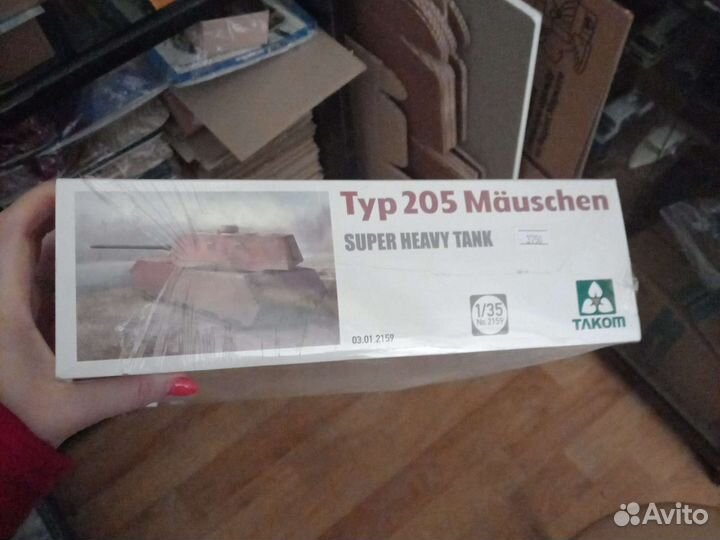 Typ 205 Mäuschen
SUPER HEAVY TANK
1/35
No.2159
TAKOM
03.01.2159
Avito